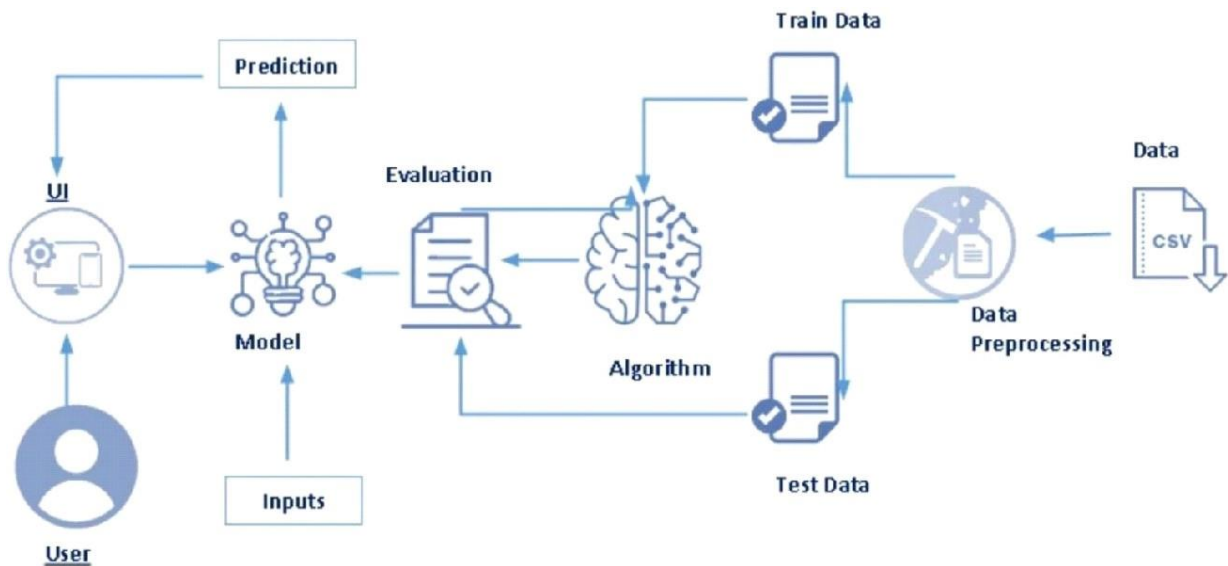 Train Data
Prediction
Data
Evaluation
UI
CSV
Model
Data
Preprocessing
Algorithm
Inputs
Test Data
User